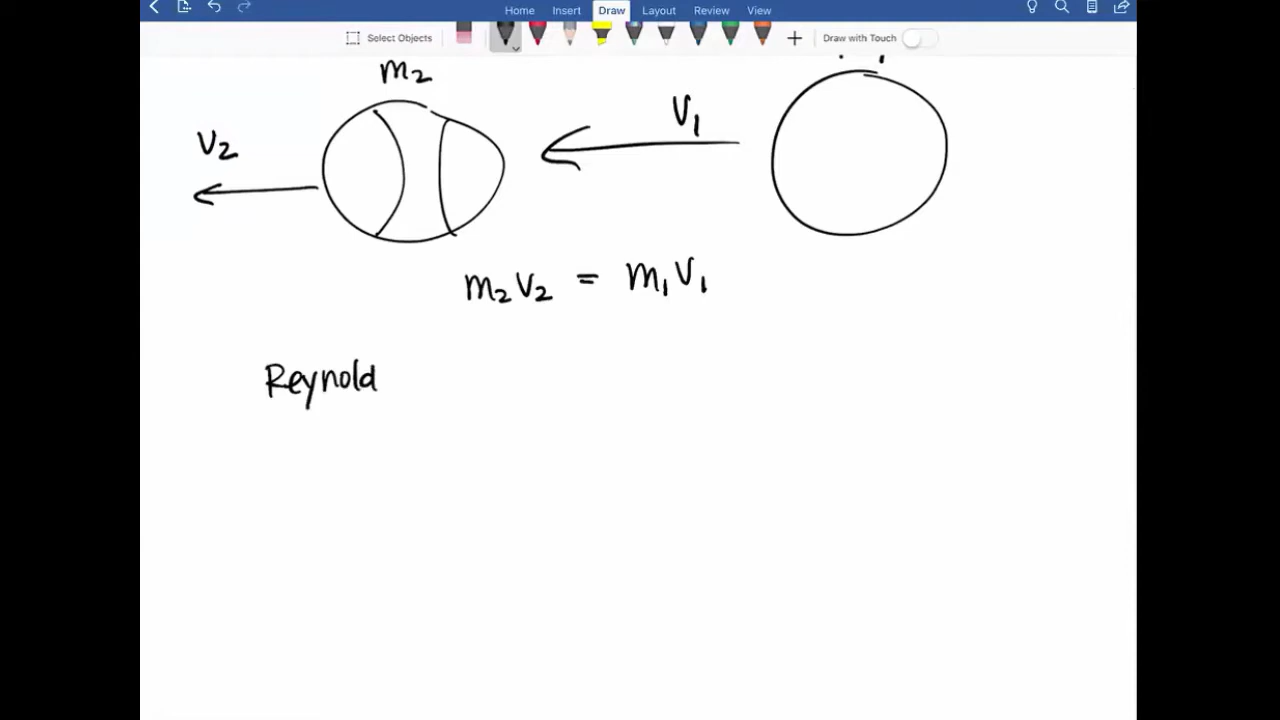 Home Insert Draw Layout Review View
Select Objects
Draw with Touch
m₂
V₁
V₂
m₂V₂ = m₁V₁
Reynold